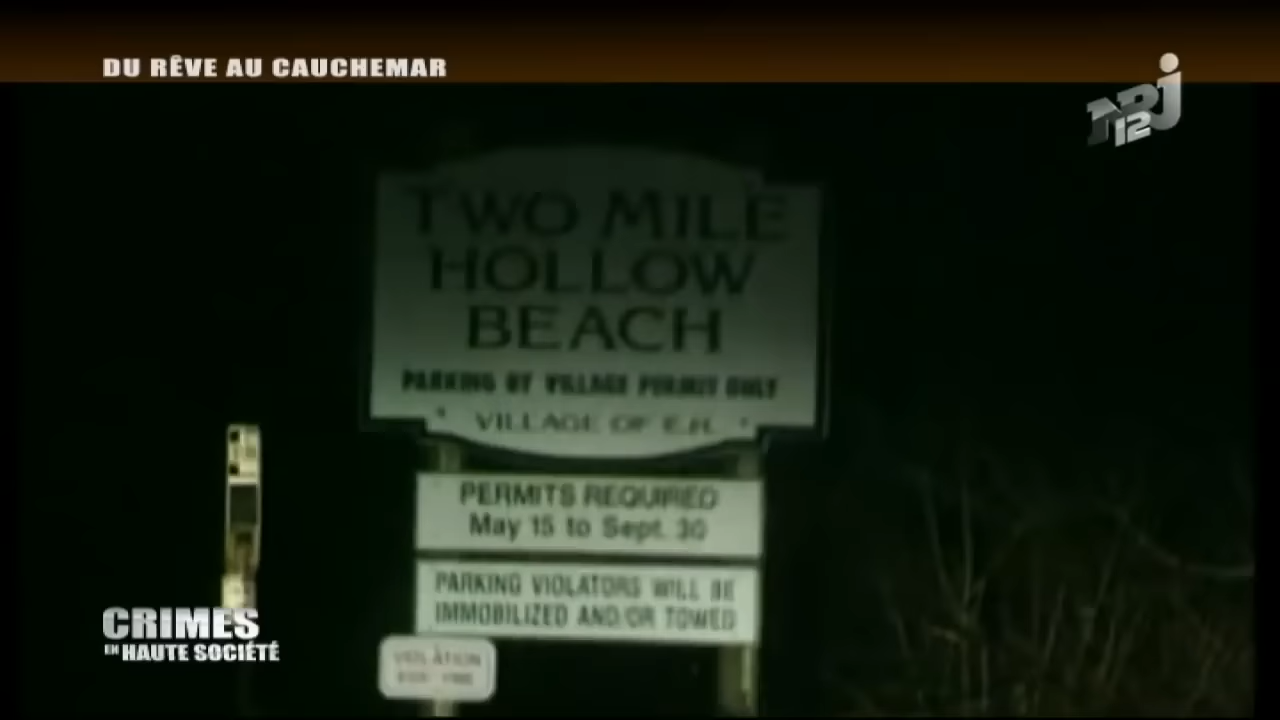 DU RÊVE AU CAUCHEMAR
NRJ
12
TWO MILE
HOLLOW
BEACH
PARKING BY VILLAGE PERMIT ONLY
VILLAGE OF E.H.
PERMITS REQUIRED
May 15 to Sept. 30
PARKING VIOLATORS WILL BE
IMMOBILIZED AND/OR TOWED
VIOLATION
CRIMES
EN HAUTE SOCIÉTÉ